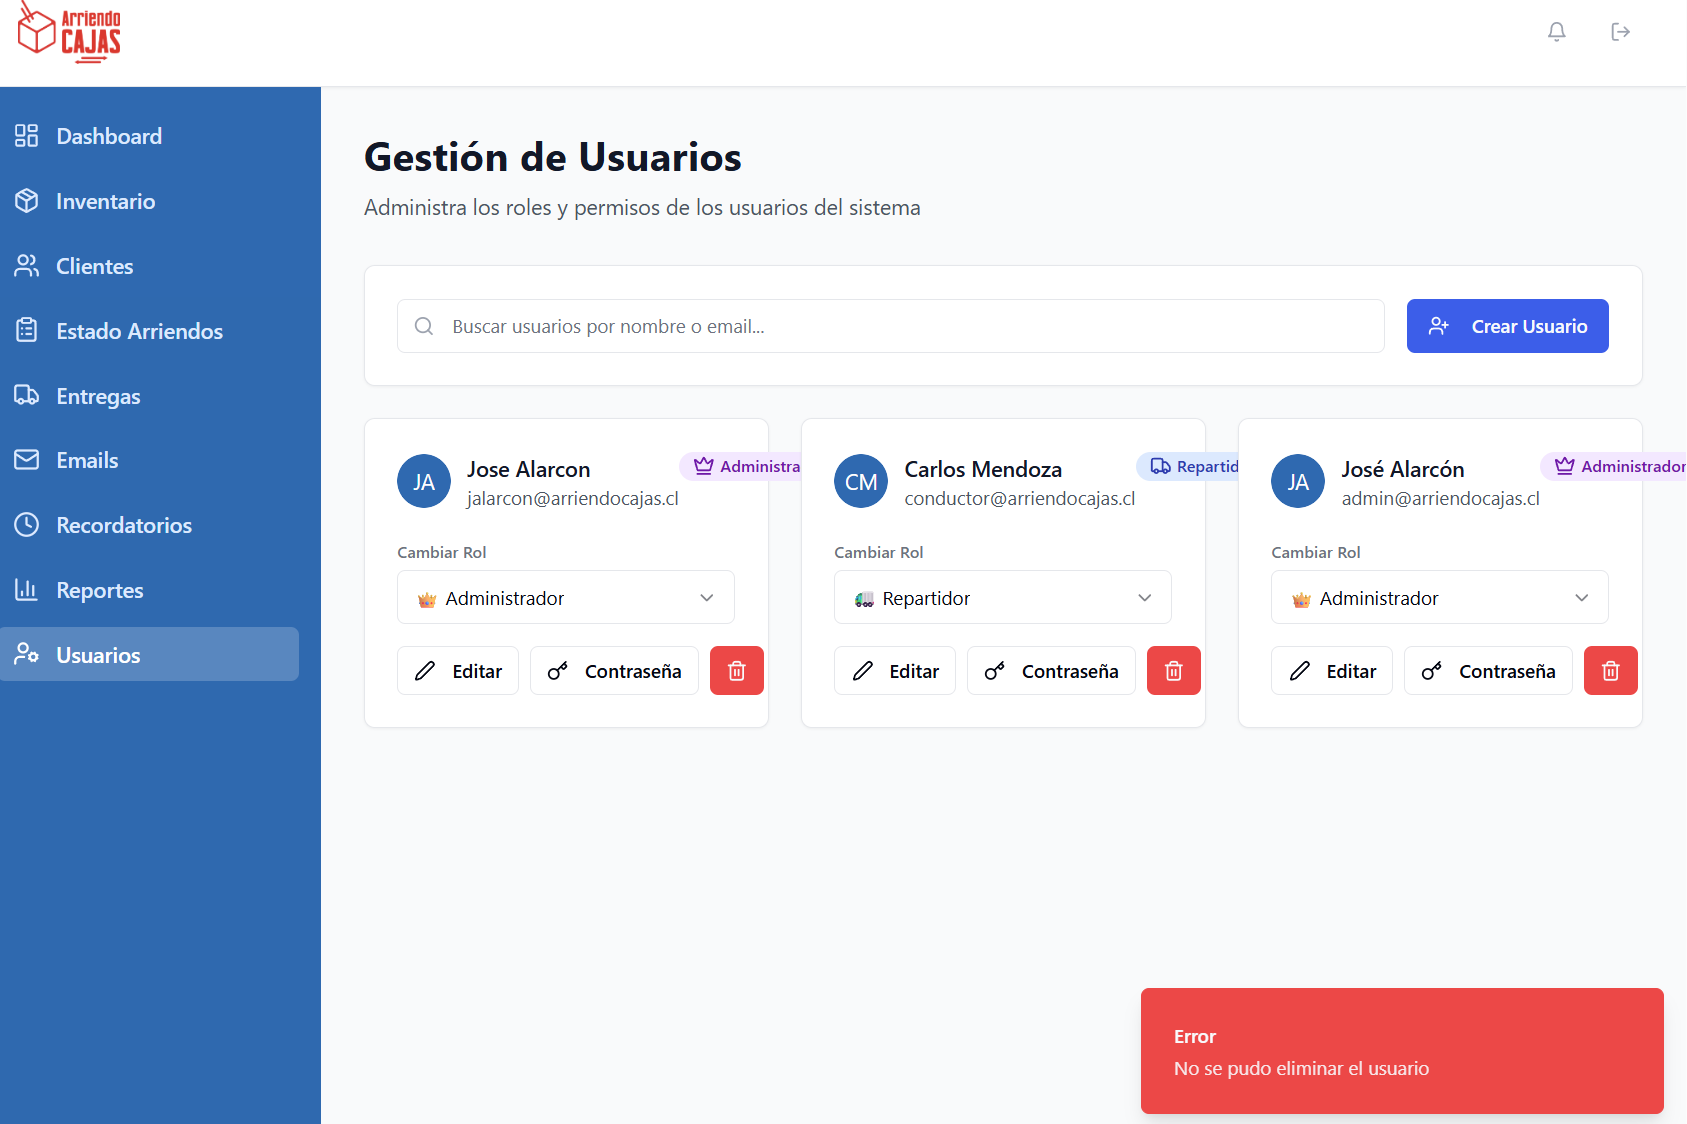 Arriendo
CAJAS
Dashboard
Inventario
Clientes
Estado Arriendos
Entregas
Emails
Recordatorios
Reportes
Usuarios
Gestión de Usuarios
Administra los roles y permisos de los usuarios del sistema
Buscar usuarios por nombre o email...
Crear Usuario
JA
Jose Alarcon
Administra
jalarcon@arriendocajas.cl
Cambiar Rol
Administrador
Editar
Contraseña
CM
Carlos Mendoza
Repartid
conductor@arriendocajas.cl
Cambiar Rol
Repartidor
Editar
Contraseña
JA
José Alarcón
Administrador
admin@arriendocajas.cl
Cambiar Rol
Administrador
Editar
Contraseña
Error
No se pudo eliminar el usuario